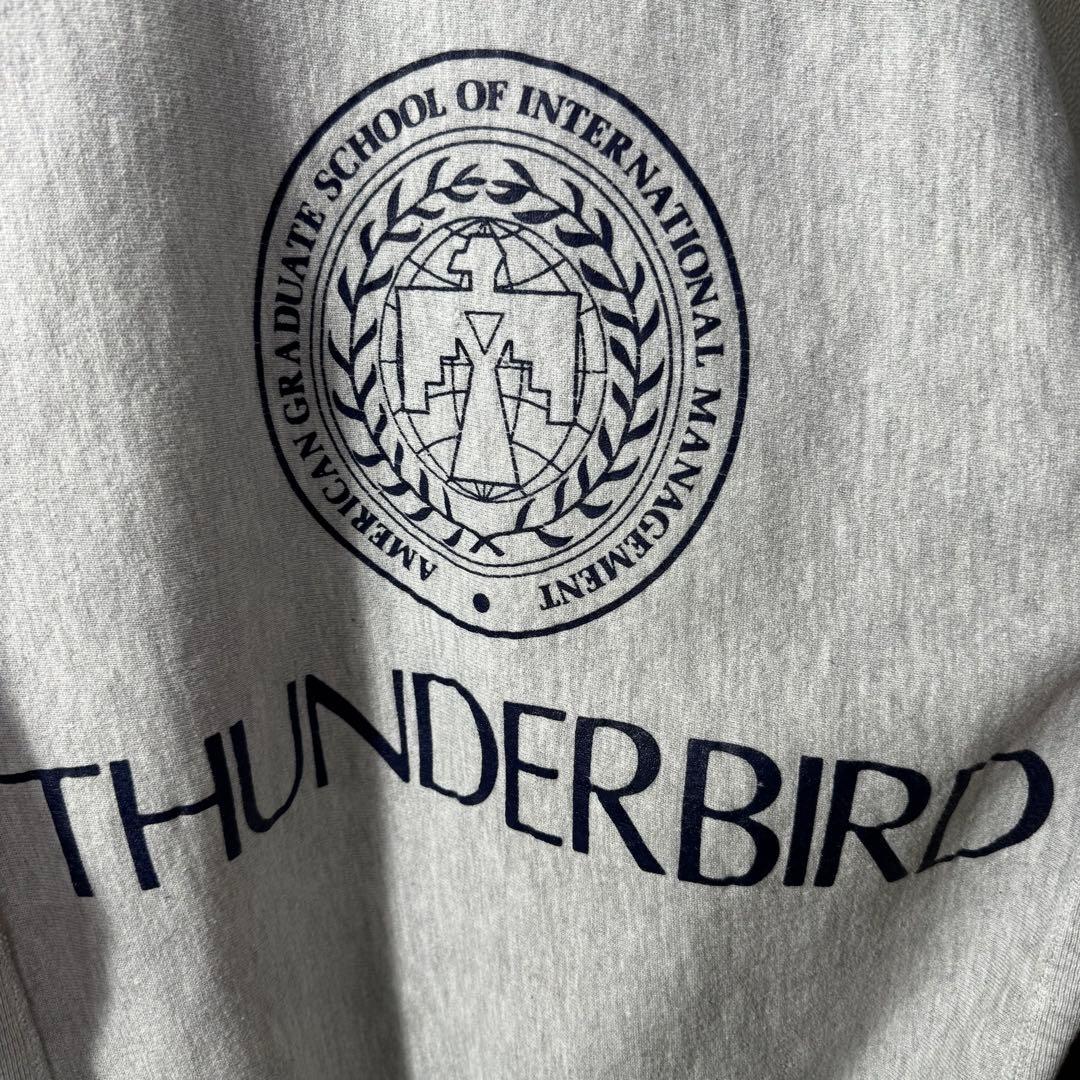 AMERICAN GRADUATE SCHOOL OF INTERNATIONAL MANAGEMENT
THUNDERBIRD